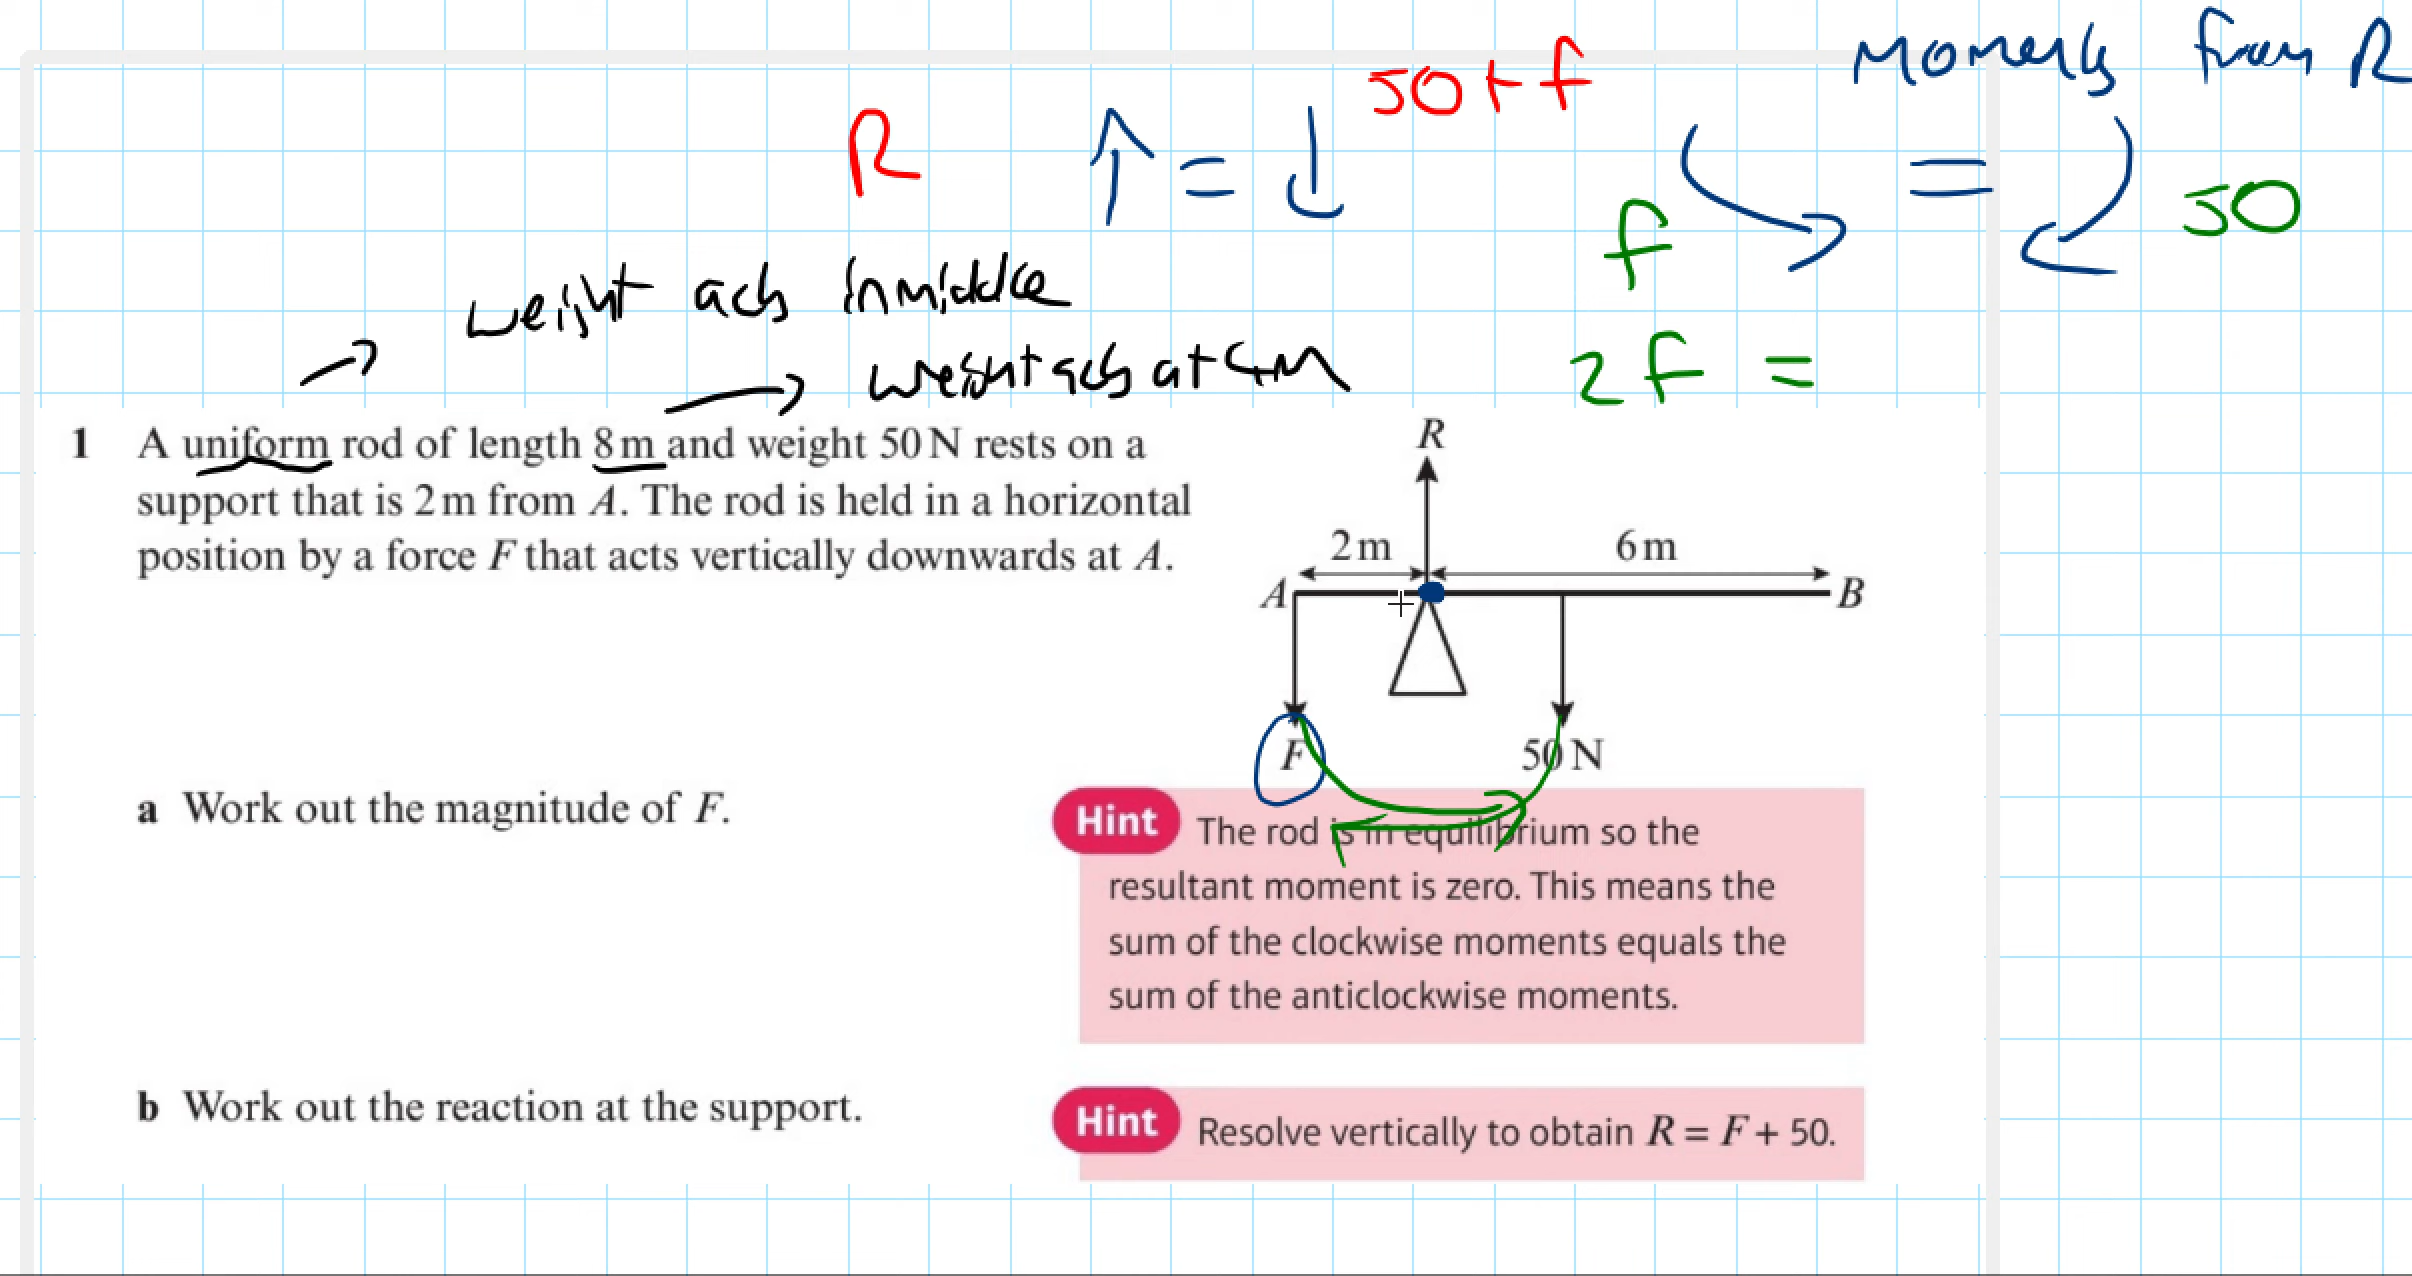 Moments from R
50 + f
R ↑ = ↓
f = 50
weight acts in middle
→ → weight acts at 4m
2F =
1 A uniform rod of length 8 m and weight 50 N rests on a
support that is 2 m from A. The rod is held in a horizontal
position by a force F that acts vertically downwards at A.
R
2 m 6 m
A B
F 50 N
a Work out the magnitude of F.
Hint The rod is in equilibrium so the
resultant moment is zero. This means the
sum of the clockwise moments equals the
sum of the anticlockwise moments.
b Work out the reaction at the support.
Hint Resolve vertically to obtain R = F + 50.